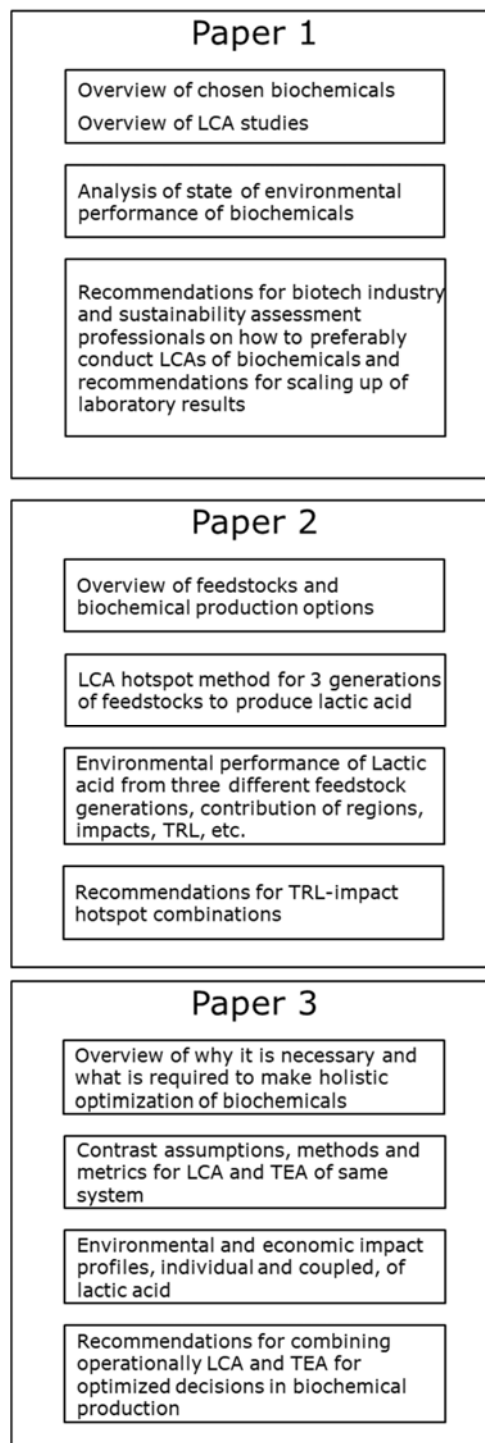 Paper 1
Overview of chosen biochemicals
Overview of LCA studies
Analysis of state of environmental
performance of biochemicals
Recommendations for biotech industry
and sustainability assessment
professionals on how to preferably
conduct LCAs of biochemicals and
recommendations for scaling up of
laboratory results
Paper 2
Overview of feedstocks and
biochemical production options
LCA hotspot method for 3 generations
of feedstocks to produce lactic acid
Environmental performance of Lactic
acid from three different feedstock
generations, contribution of regions,
impacts, TRL, etc.
Recommendations for TRL-impact
hotspot combinations
Paper 3
Overview of why it is necessary and
what is required to make holistic
optimization of biochemicals
Contrast assumptions, methods and
metrics for LCA and TEA of same
system
Environmental and economic impact
profiles, individual and coupled, of
lactic acid
Recommendations for combining
operationally LCA and TEA for
optimized decisions in biochemical
production